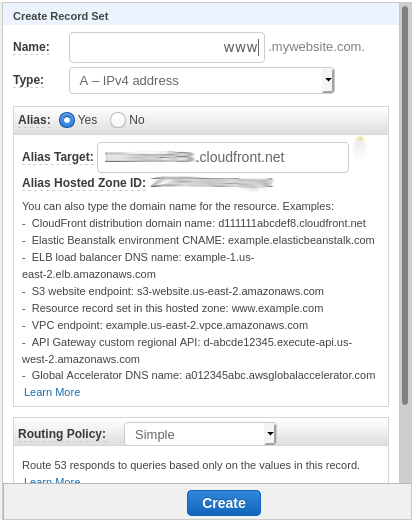 Create Record Set
Name: www .mywebsite.com.
Type: A – IPv4 address
Alias: Yes No
Alias Target: .cloudfront.net
Alias Hosted Zone ID:
You can also type the domain name for the resource. Examples:
- CloudFront distribution domain name: d111111abcdef8.cloudfront.net
- Elastic Beanstalk environment CNAME: example.elasticbeanstalk.com
- ELB load balancer DNS name: example-1.us-
east-2.elb.amazonaws.com
- S3 website endpoint: s3-website.us-east-2.amazonaws.com
- Resource record set in this hosted zone: www.example.com
- VPC endpoint: example.us-east-2.vpce.amazonaws.com
- API Gateway custom regional API: d-abcde12345.execute-api.us-
west-2.amazonaws.com
- Global Accelerator DNS name: a012345abc.awsglobalaccelerator.com
Learn More
Routing Policy: Simple
Route 53 responds to queries based only on the values in this record.
Learn More
Create